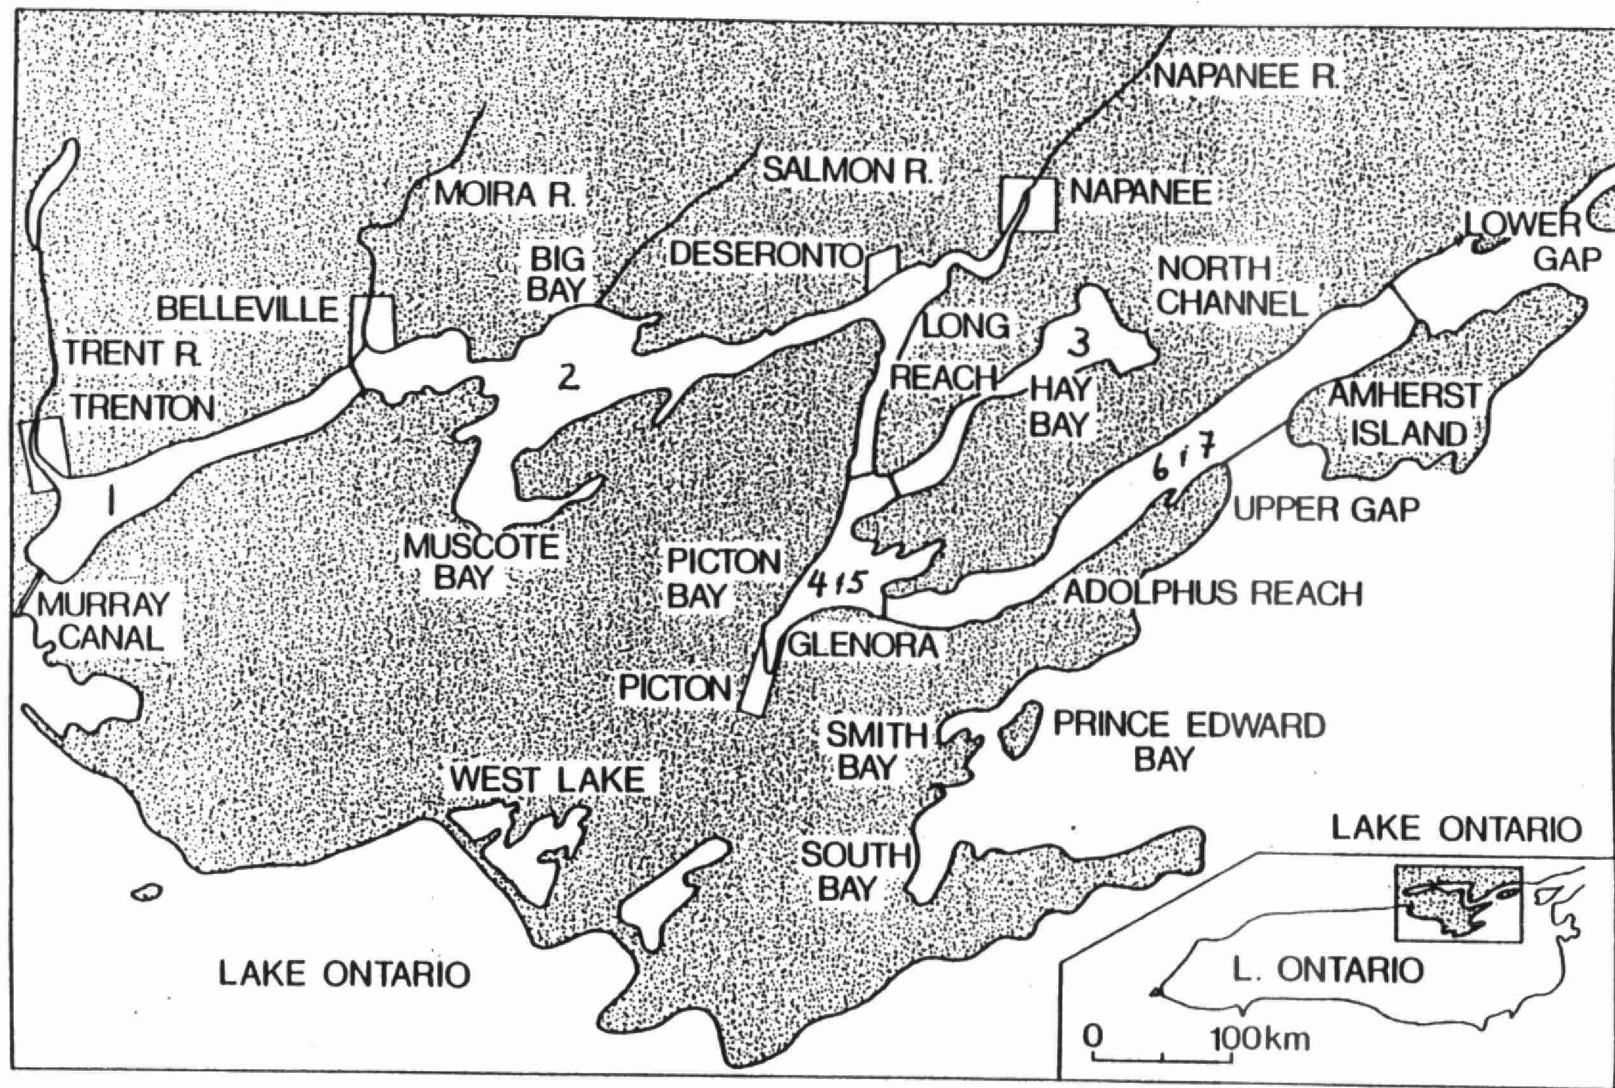 NAPANEE R.
SALMON R.
MOIRA R.
NAPANEE
LOWER
GAP
DESERONTO
BIG
BAY
NORTH
CHANNEL
BELLEVILLE
LONG
REACH
3
TRENT R.
2
HAY
BAY
TRENTON
AMHERST
ISLAND
6 i 7
1
UPPER GAP
MUSCOTE
BAY
PICTON
BAY
4 i 5
ADOLPHUS REACH
MURRAY
CANAL
GLENORA
PICTON
SMITH
BAY
PRINCE EDWARD
BAY
WEST LAKE
SOUTH
BAY
LAKE ONTARIO
LAKE ONTARIO
L. ONTARIO
0 100km